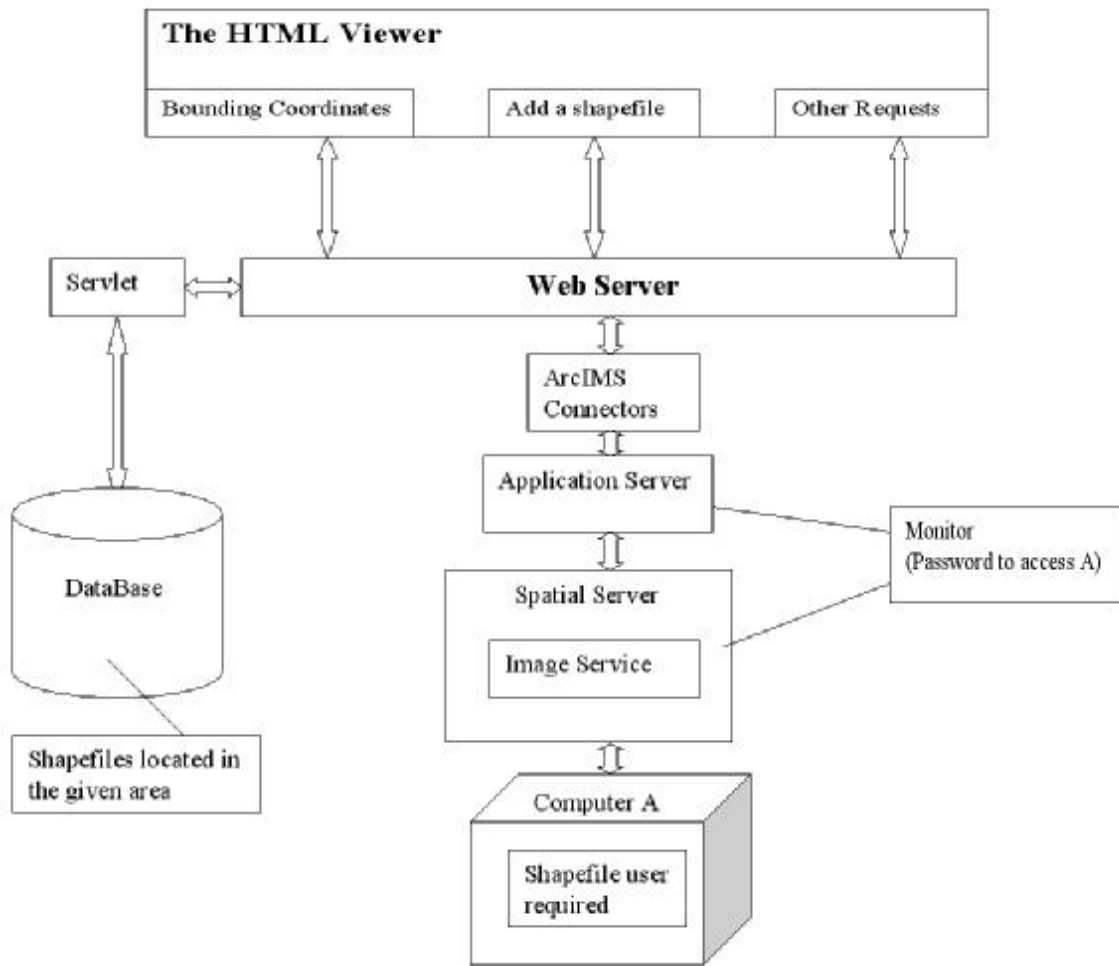 The HTML Viewer
Bounding Coordinates
Add a shapefile
Other Requests
Servlet
Web Server
ArcIMS
Connectors
Application Server
Monitor
(Password to access A)
Spatial Server
Image Service
DataBase
Shapefiles located in
the given area
Computer A
Shapefile user
required